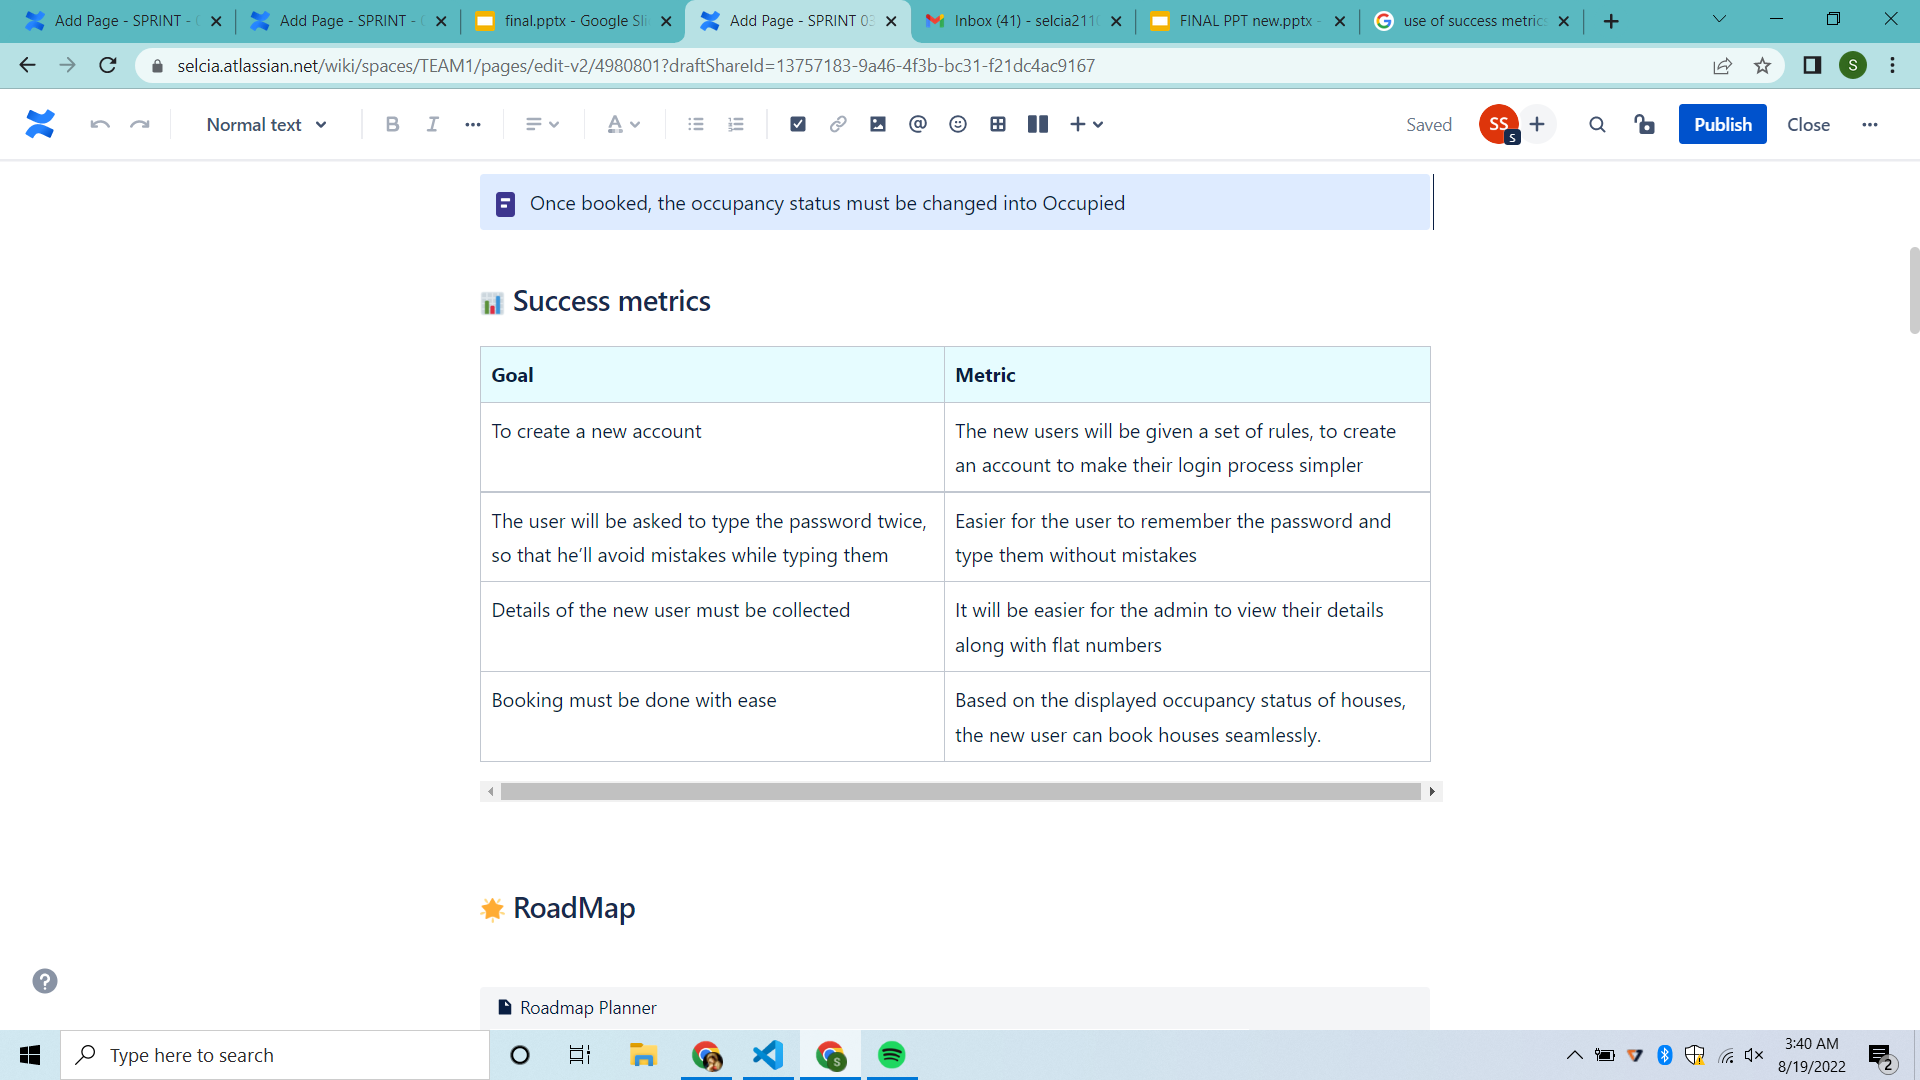 Add Page - SPRINT -
Add Page - SPRINT -
final.pptx - Google Sli
Add Page - SPRINT 03
Inbox (41) - selcia211
FINAL PPT new.pptx -
use of success metric
selcia.atlassian.net/wiki/spaces/TEAM1/pages/edit-v2/4980801?draftShareId=13757183-9a46-4f3b-bc31-f21dc4ac9167
S
Normal text
B
I
A
Saved
SS
S
Publish
Close
Once booked, the occupancy status must be changed into Occupied
Success metrics
Goal
Metric
To create a new account
The new users will be given a set of rules, to create
an account to make their login process simpler
The user will be asked to type the password twice,
so that he'll avoid mistakes while typing them
Easier for the user to remember the password and
type them without mistakes
Details of the new user must be collected
It will be easier for the admin to view their details
along with flat numbers
Booking must be done with ease
Based on the displayed occupancy status of houses,
the new user can book houses seamlessly.
RoadMap
Roadmap Planner
Type here to search
S
3:40 AM
8/19/2022
2